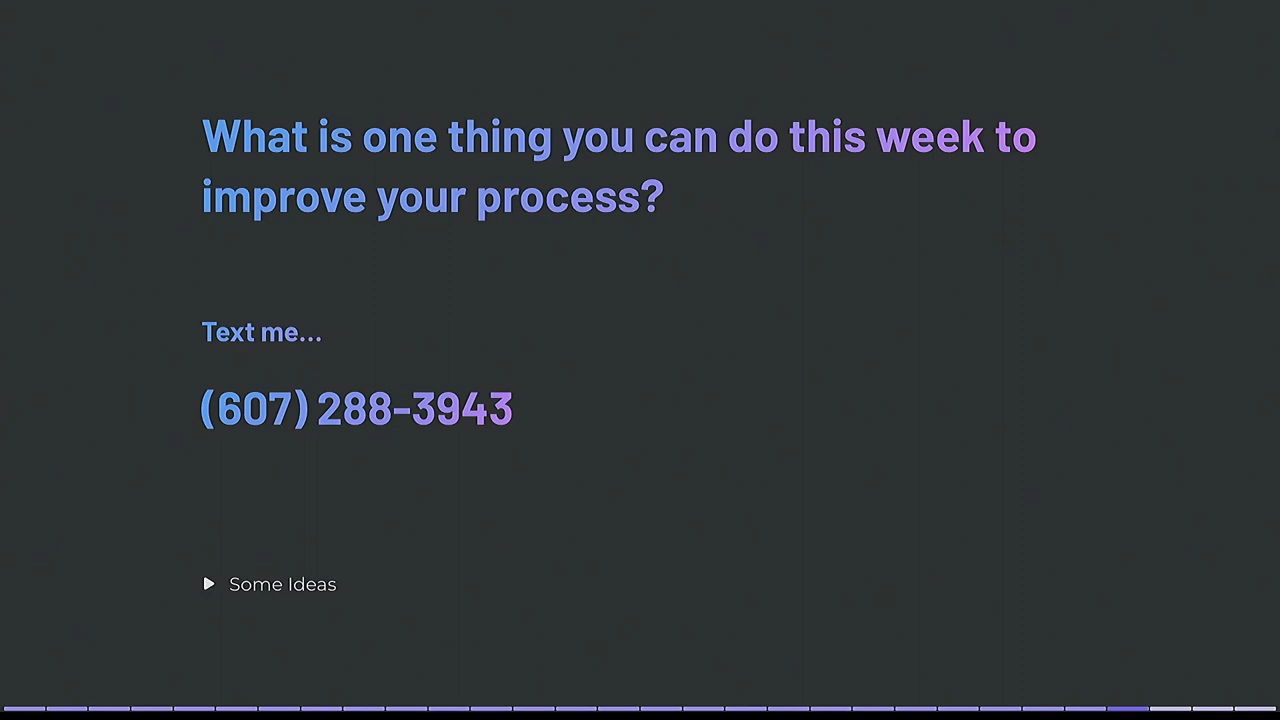 What is one thing you can do this week to
improve your process?
Text me...
(607) 288-3943
Some Ideas